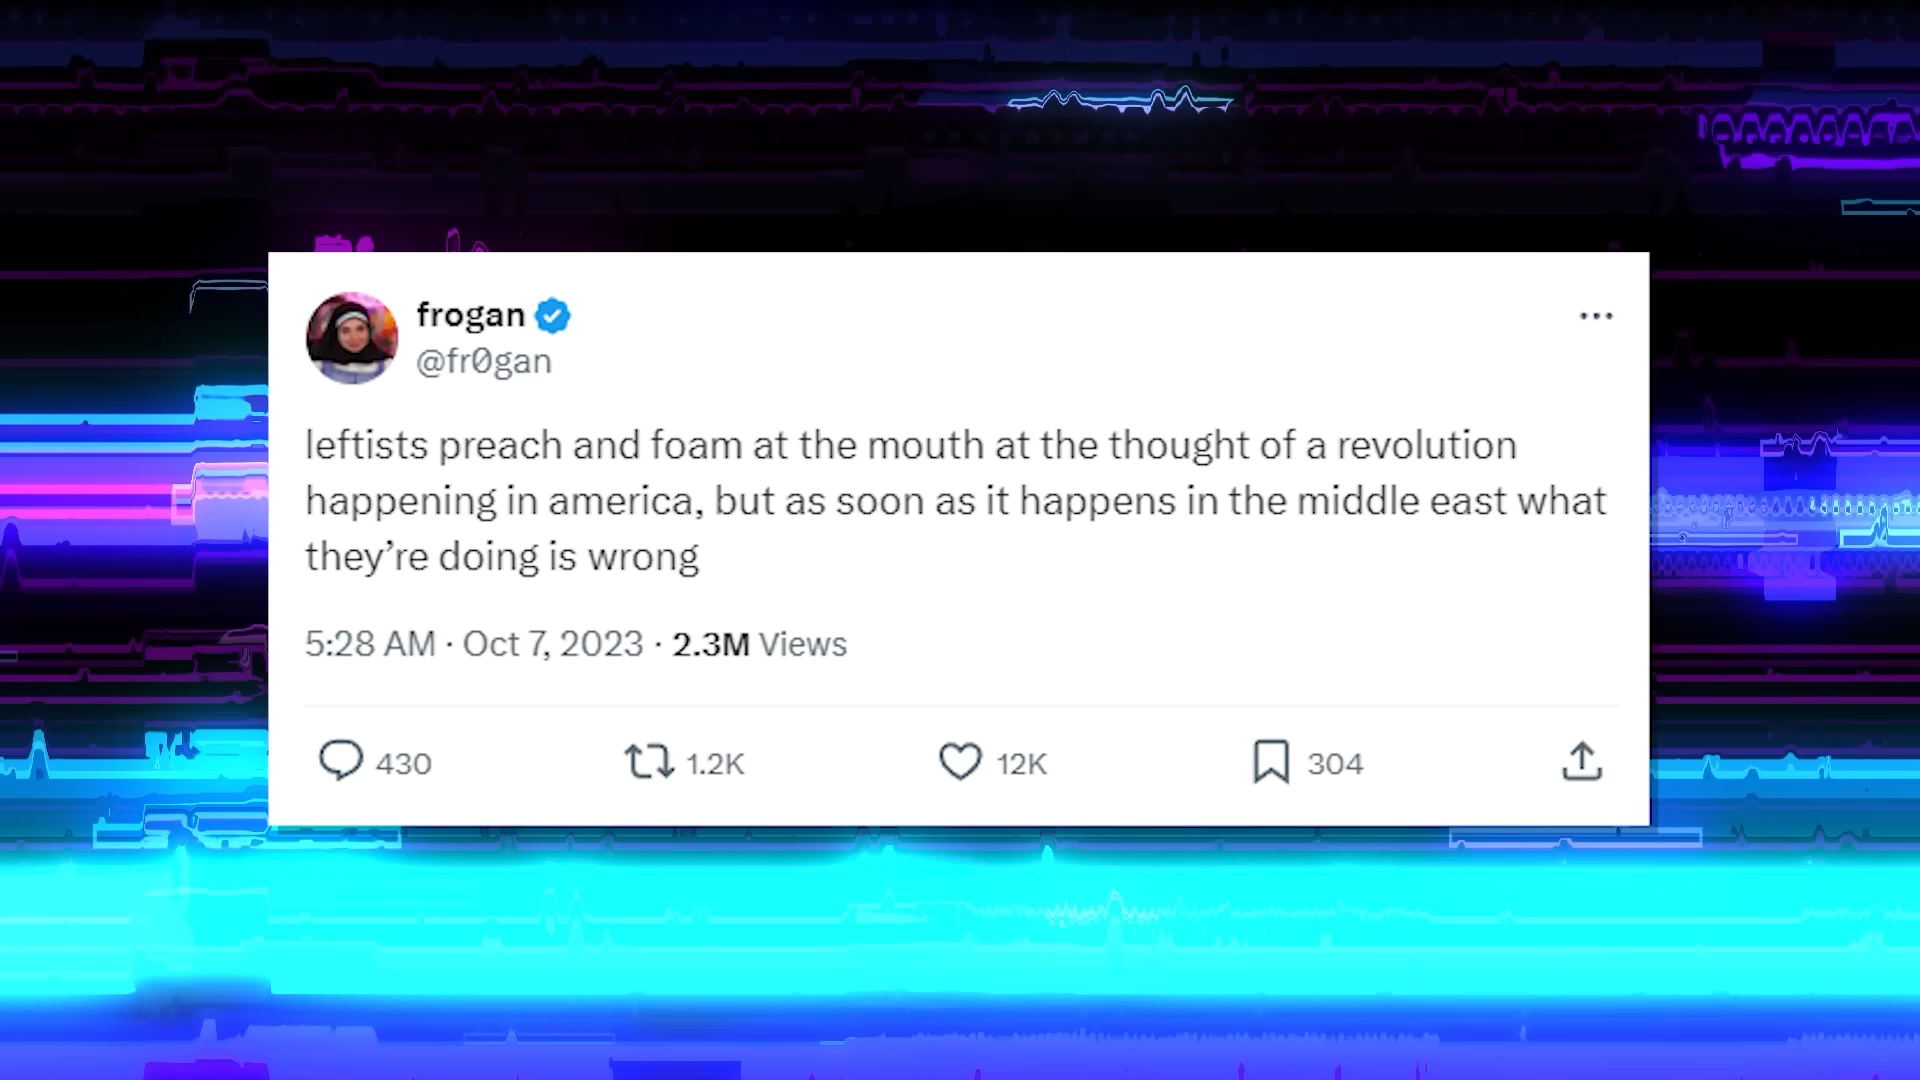 frogan
@fr0gan
leftists preach and foam at the mouth at the thought of a revolution
happening in america, but as soon as it happens in the middle east what
they’re doing is wrong
5:28 AM · Oct 7, 2023 · 2.3M Views
430 1.2K 12K 304